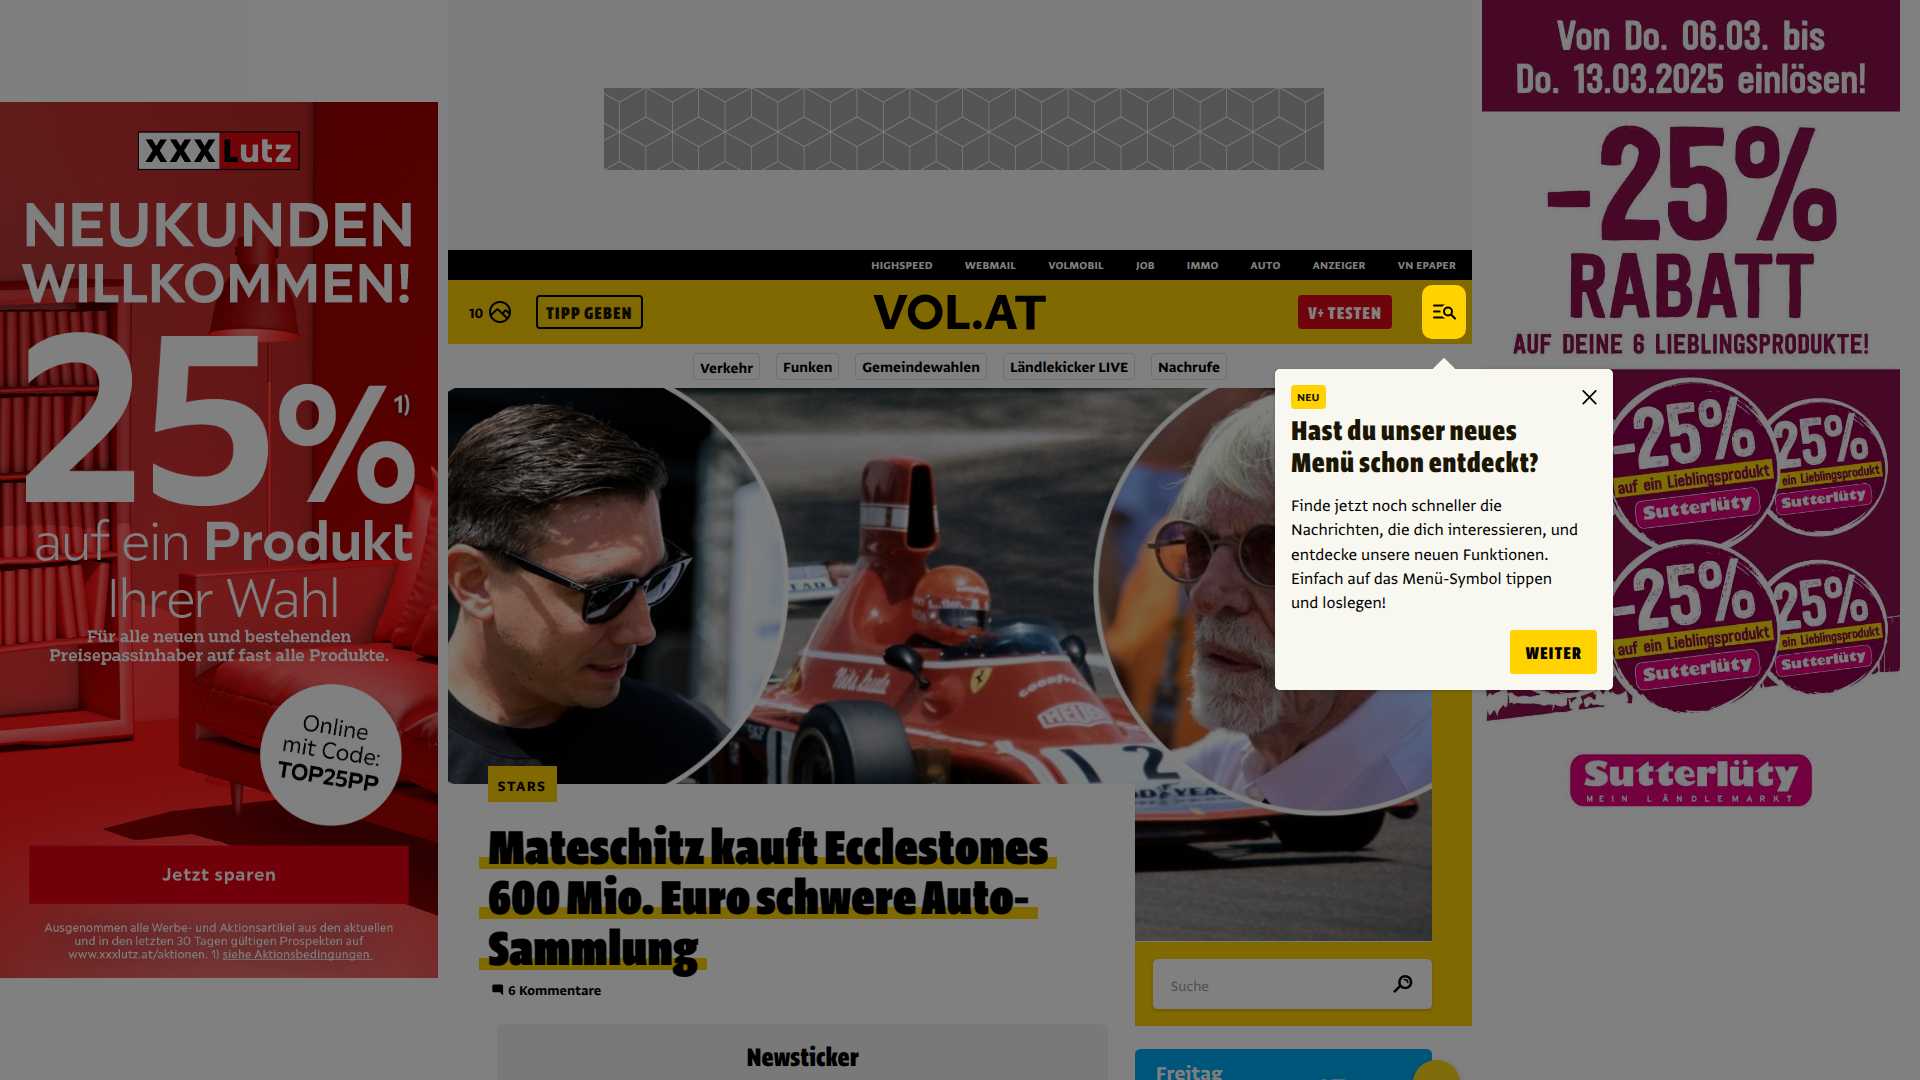 Von Do. 06.03. bis
Do. 13.03.2025 einlösen!
-25%
RABATT
AUF DEINE 6 LIEBLINGSPRODUKTE!
XXXLutz
NEUKUNDEN
WILLKOMMEN!
25% 1)
auf ein Produkt
Ihrer Wahl
Für alle neuen und bestehenden
Preisepassinhaber auf fast alle Produkte.
Online
mit Code:
TOP25PP
Jetzt sparen
Ausgenommen alle Werbe- und Aktionsartikel aus den aktuellen
und in den letzten 30 Tagen gültigen Prospekten auf
www.xxxlutz.at/aktionen. 1) siehe Aktionsbedingungen.
HIGHSPEED WEBMAIL VOLMOBIL JOB IMMO AUTO ANZEIGER VN EPAPER
10 TIPP GEBEN VOL.AT V+ TESTEN
Verkehr Funken Gemeindewahlen Ländlekicker LIVE Nachrufe
NEU
Hast du unser neues
Menü schon entdeckt?
Finde jetzt noch schneller die
Nachrichten, die dich interessieren, und
entdecke unsere neuen Funktionen.
Einfach auf das Menü-Symbol tippen
und loslegen!
WEITER
-25%
auf ein Lieblingsprodukt
Sutterlüty
25%
ein Lieblingsprodukt
Sutterlüty
-25%
auf ein Lieblingsprodukt
Sutterlüty
25%
ein Lieblingsprodukt
Sutterlüty
Sutterlüty
MEIN LÄNDLEMARKT
Niki Lauda
goodyear
HEUER
12
STARS
Mateschitz kauft Ecclestones
600 Mio. Euro schwere Auto-
Sammlung
6 Kommentare
Newsticker
Suche
Freitag